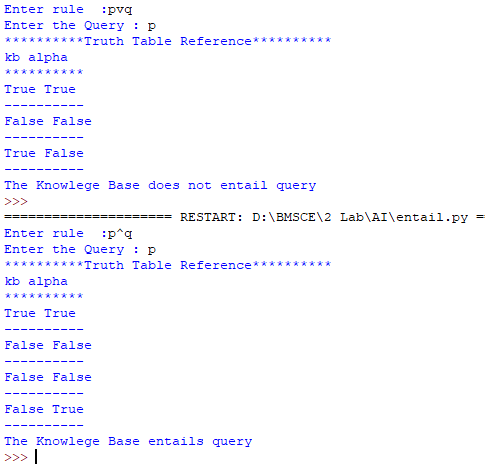 Enter rule  :pvq
Enter the Query : p
**********Truth Table Reference**********
kb alpha
**********
True True
----------
False False
----------
True False
----------
The Knowlege Base does not entail query
>>>
===================== RESTART: D:\BMSCE\2 Lab\AI\entail.py =
Enter rule  :p^q
Enter the Query : p
**********Truth Table Reference**********
kb alpha
**********
True True
----------
False False
----------
False False
----------
False True
----------
The Knowlege Base entails query
>>>